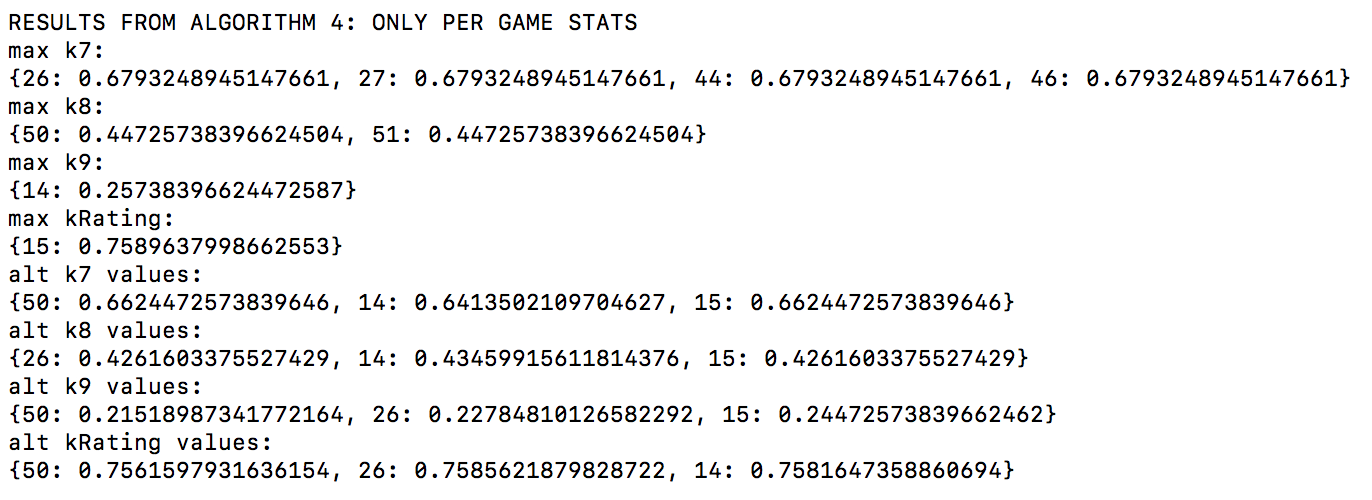 RESULTS FROM ALGORITHM 4: ONLY PER GAME STATS
max k7:
{26: 0.6793248945147661, 27: 0.6793248945147661, 44: 0.6793248945147661, 46: 0.6793248945147661}
max k8:
{50: 0.44725738396624504, 51: 0.44725738396624504}
max k9:
{14: 0.25738396624472587}
max kRating:
{15: 0.7589637998662553}
alt k7 values:
{50: 0.6624472573839646, 14: 0.6413502109704627, 15: 0.6624472573839646}
alt k8 values:
{26: 0.4261603375527429, 14: 0.43459915611814376, 15: 0.4261603375527429}
alt k9 values:
{50: 0.21518987341772164, 26: 0.22784810126582292, 15: 0.24472573839662462}
alt kRating values:
{50: 0.7561597931636154, 26: 0.7585621879828722, 14: 0.7581647358860694}